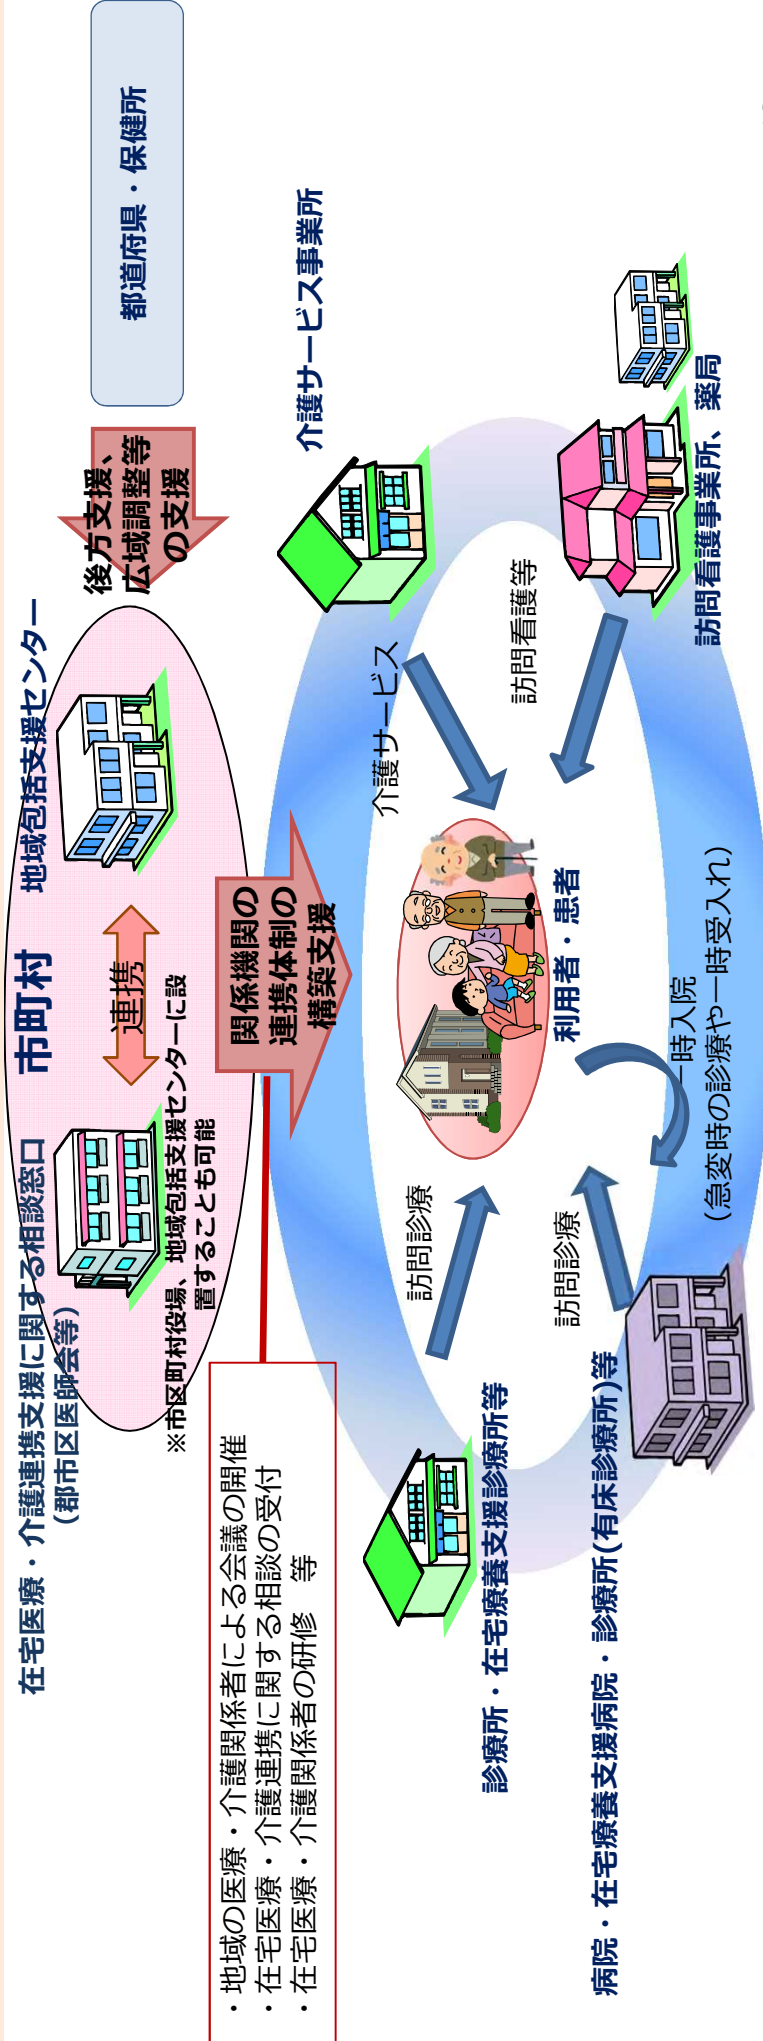 在宅医療・介護連携支援に関する相談窓口
（郡市区医師会等）
市町村
地域包括支援センター
連携
※市区町村役場、地域包括支援センターに設
置することも可能
後方支援、
広域調整等
の支援
都道府県・保健所
・地域の医療・介護関係者による会議の開催
・在宅医療・介護連携に関する相談の受付
・在宅医療・介護関係者の研修　等
関係機関の
連携体制の
構築支援
介護サービス事業所
介護サービス
訪問診療
診療所・在宅療養支援診療所等
利用者・患者
訪問看護等
訪問診療
一時入院
（急変時の診療や一時受入れ）
病院・在宅療養支援病院・診療所(有床診療所)等
訪問看護事業所、薬局